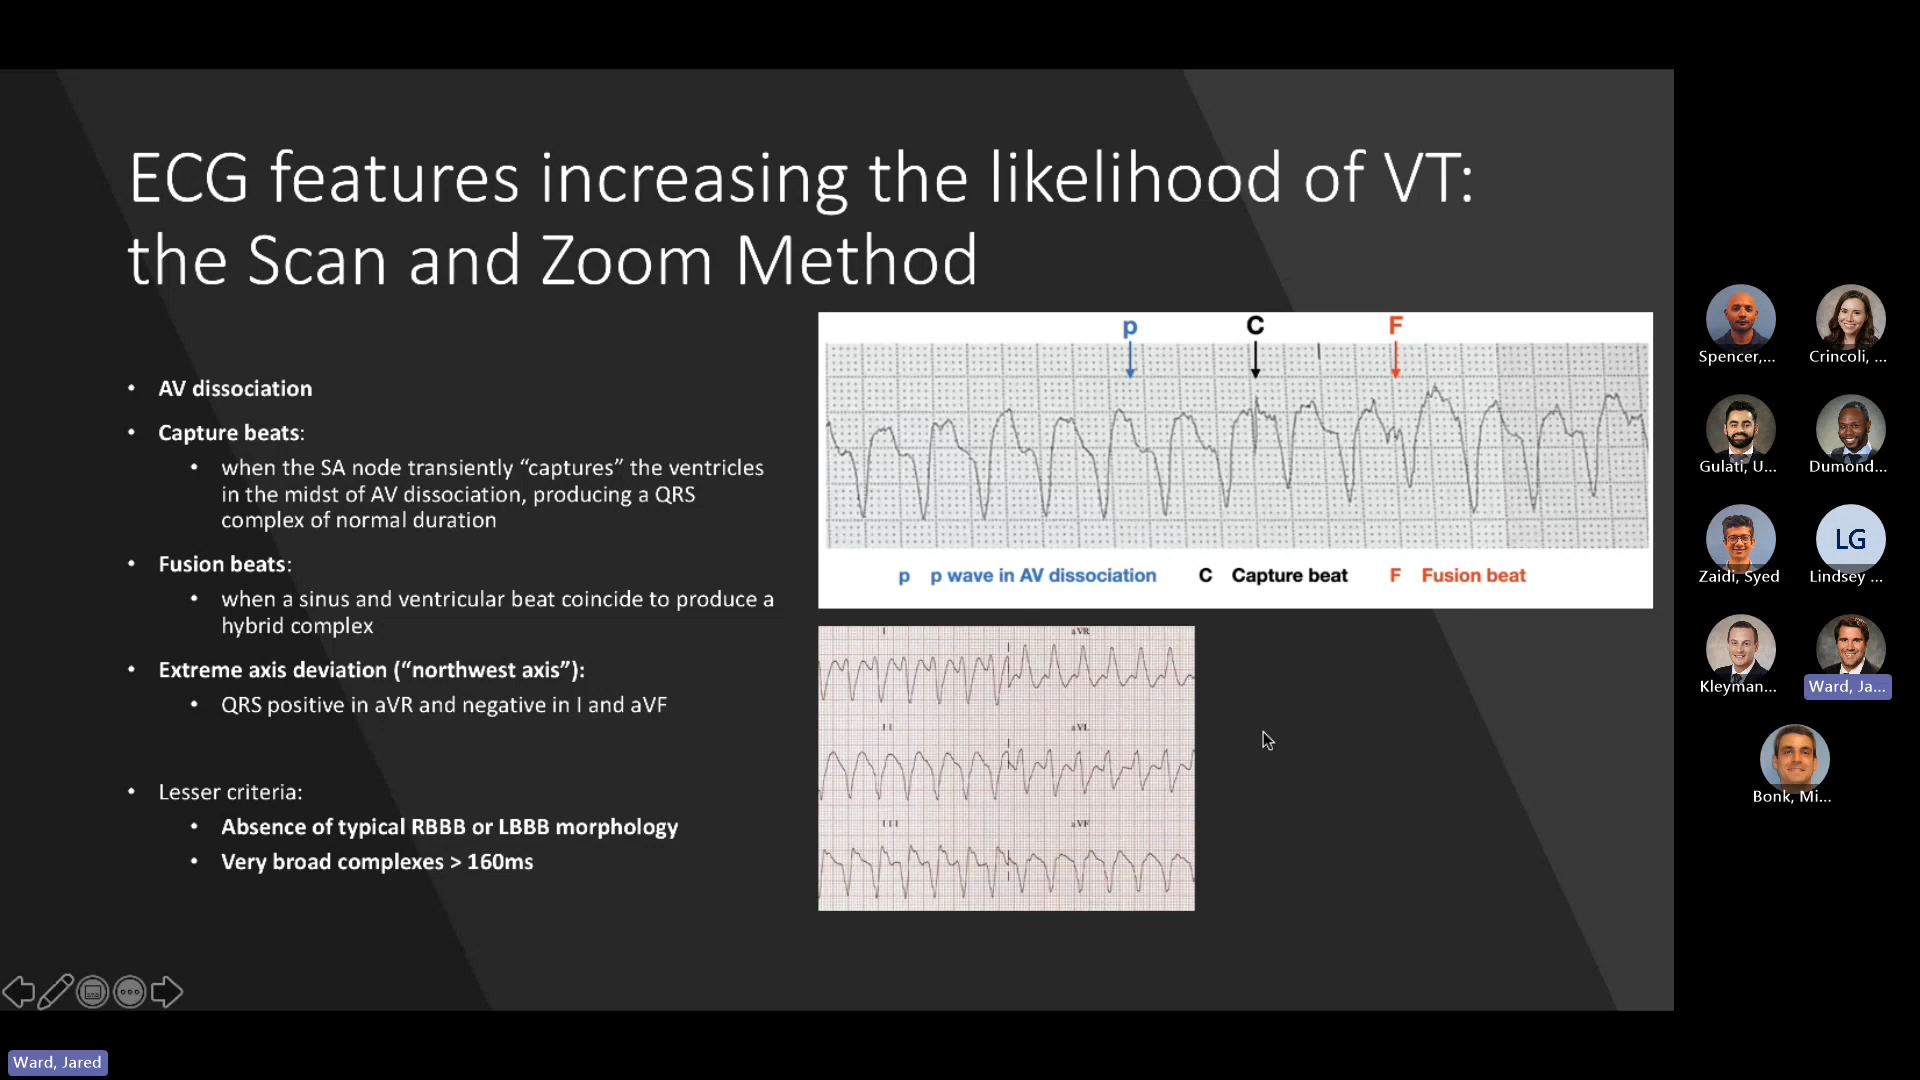 ECG features increasing the likelihood of VT:
the Scan and Zoom Method
• AV dissociation
• Capture beats:
• when the SA node transiently “captures” the ventricles
in the midst of AV dissociation, producing a QRS
complex of normal duration
• Fusion beats:
• when a sinus and ventricular beat coincide to produce a
hybrid complex
• Extreme axis deviation (“northwest axis”):
• QRS positive in aVR and negative in I and aVF
• Lesser criteria:
• Absence of typical RBBB or LBBB morphology
• Very broad complexes > 160ms
p C F
p p wave in AV dissociation C Capture beat F Fusion beat
I aVR
II aVL
III aVF
Spencer,... Crincoli, ...
Gulati, U... Dumond...
LG
Zaidi, Syed Lindsey ...
Kleyman... Ward, Ja...
Bonk, Mi...
Ward, Jared